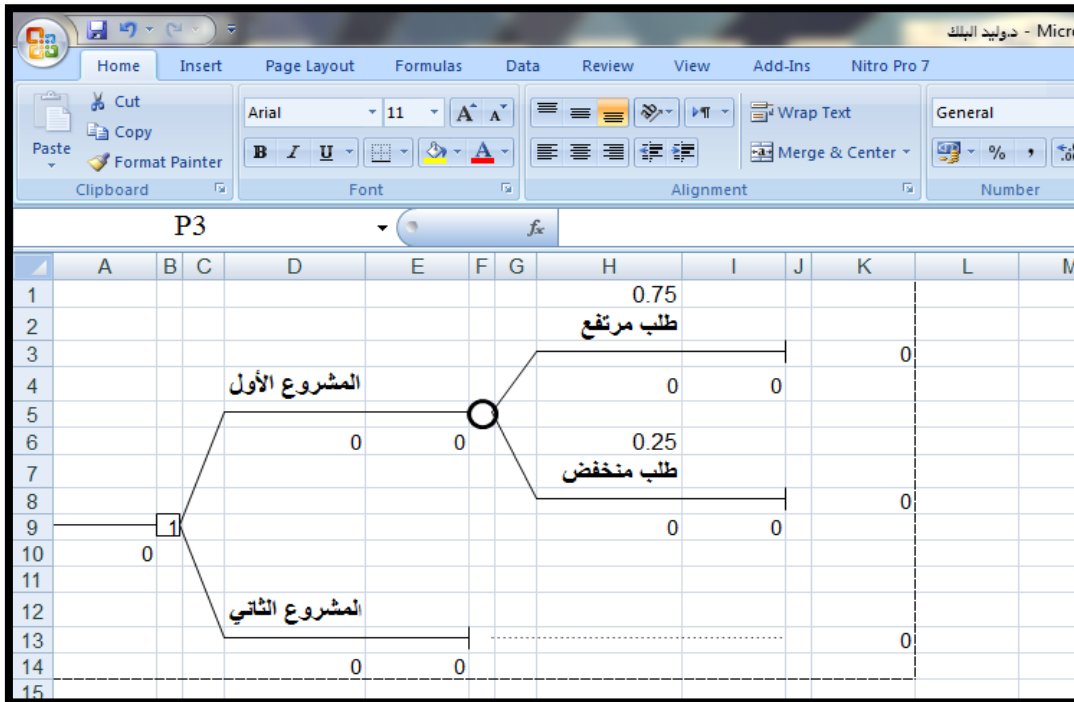 د.وليد البلك - Micro
Home Insert Page Layout Formulas Data Review View Add-Ins Nitro Pro 7
Cut
Copy
Format Painter
Paste
Clipboard
Arial 11 A A
B I U A
Font
Wrap Text
Merge & Center
Alignment
General
% ,
Number
P3 fx
A B C D E F G H I J K L M
1 0.75
2 طلب مرتفع
3 0
4 المشروع الأول 0 0
5
6 0 0 0.25
7 طلب منخفض
8 0
9 1 0 0
10 0
11
12 المشروع الثاني
13 0
14 0 0
15